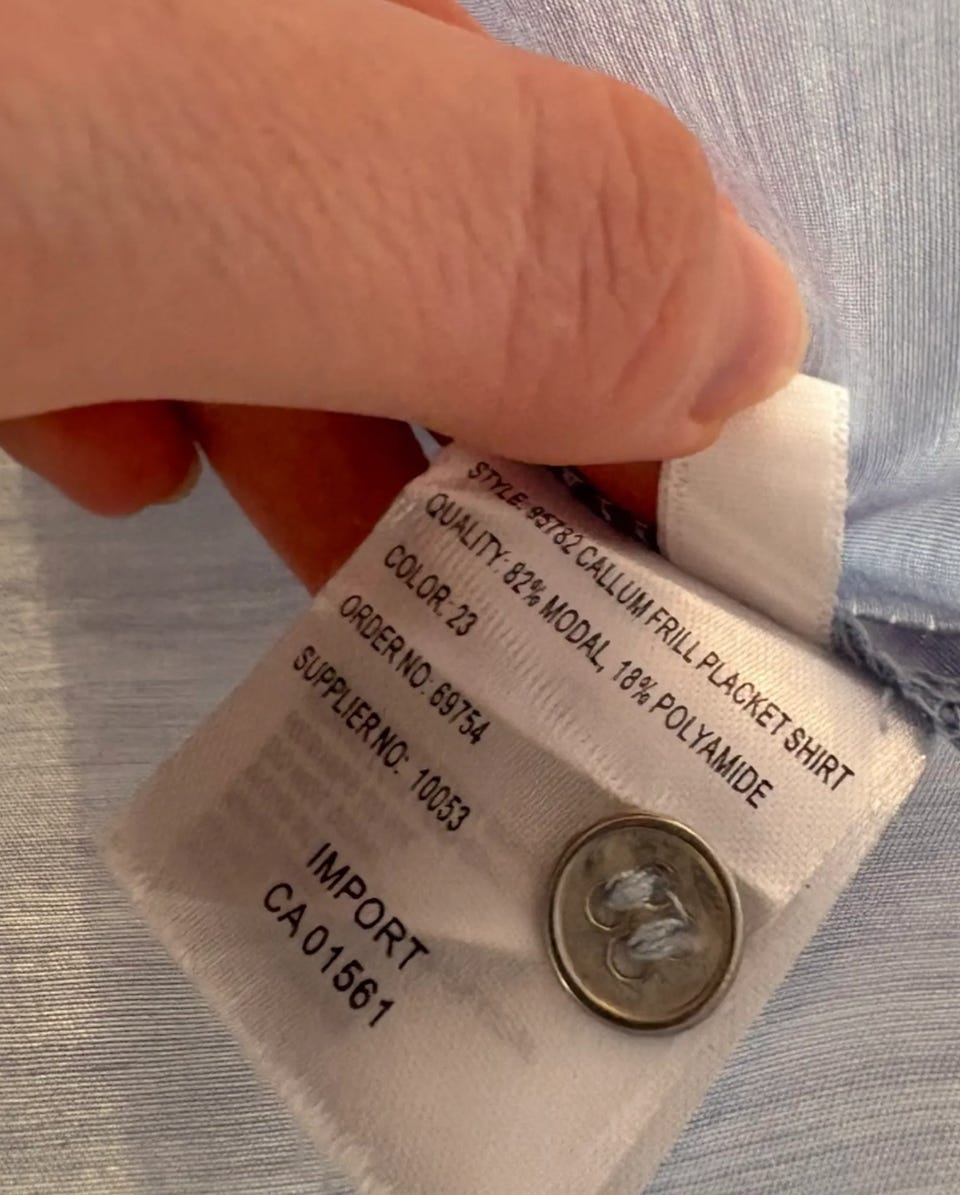 STYLE: 95782 CALLUM FRILL PLACKET SHIRT
QUALITY: 82% MODAL, 18% POLYAMIDE
COLOR: 23
ORDER NO: 69754
SUPPLIER NO: 10053
IMPORT
CA 01561